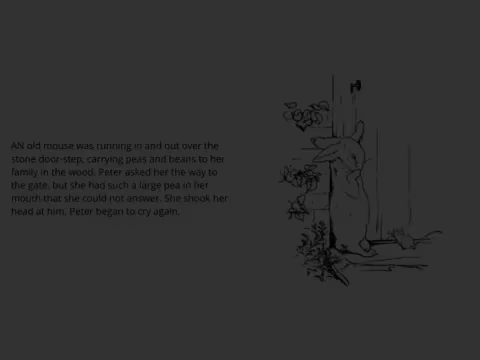 AN old mouse was running in and out over the
stone door-step, carrying peas and beans to her
family in the wood. Peter asked her the way to
the gate, but she had such a large pea in her
mouth that she could not answer. She shook her
head at him. Peter began to cry again.